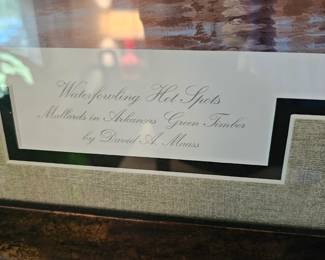 Waterfowling Hot Spots
Mallards in Arkansas Green Timber
by David A. Maass